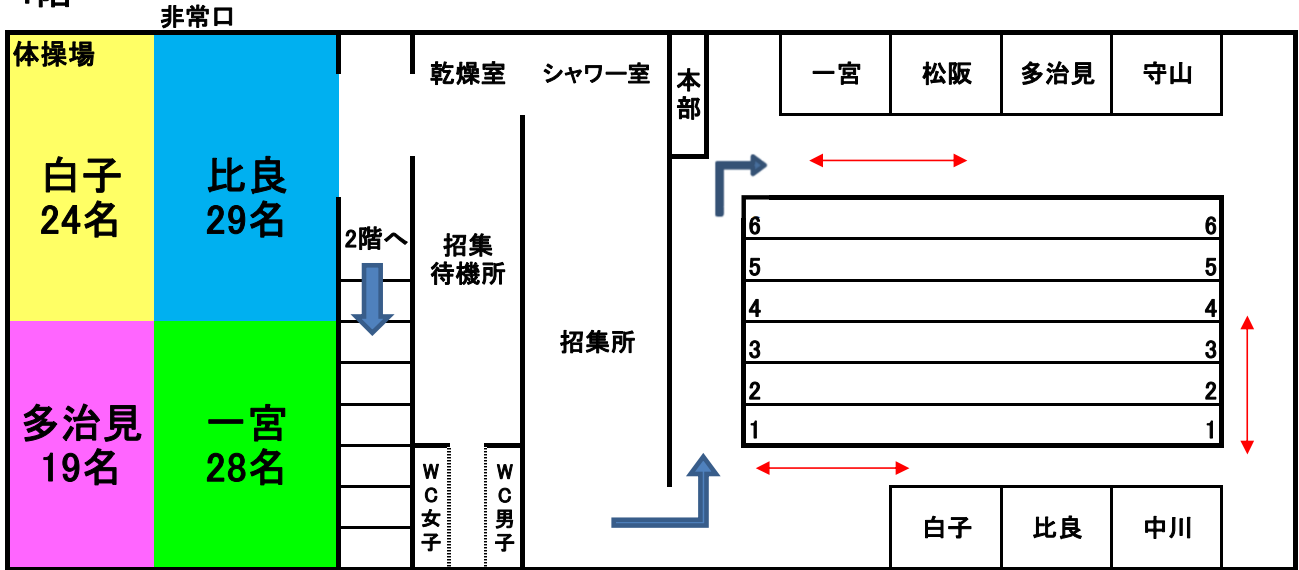 非常口
体操場
白子
24名
比良
29名
多治見
19名
一宮
28名
2階へ
乾燥室
シャワー室
本部
招集
待機所
招集所
WC女子
WC男子
一宮
松阪
多治見
守山
6
6
5
5
4
4
3
3
2
2
1
1
白子
比良
中川